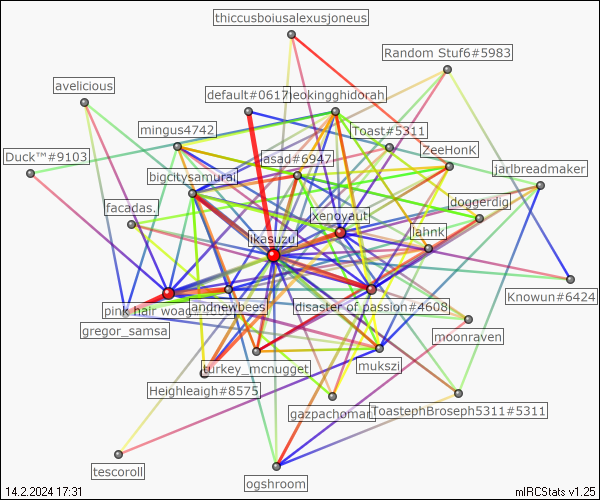 thiccusboiusalexusjoneus
Random Stuf6#5983
avelicious
default#0617
heokingghidorah
mingus4742
Toast#5311
Duck™#9103
jasad#6947
ZeeHonK
bigcitysamurai
jarlbreadmaker
facadas.
xenoyaut
doggerdig
ikasuzu
lahnk
pink hair woag
andnewbees
disaster of passion#4608
Knowun#6424
gregor_samsa
moonraven
turkey_mcnugget
mukszi
Heighleaigh#8575
gazpachoman
ToastephBroseph5311#5311
tescoroll
ogshroom
14.2.2024 17:31
mIRCStats v1.25